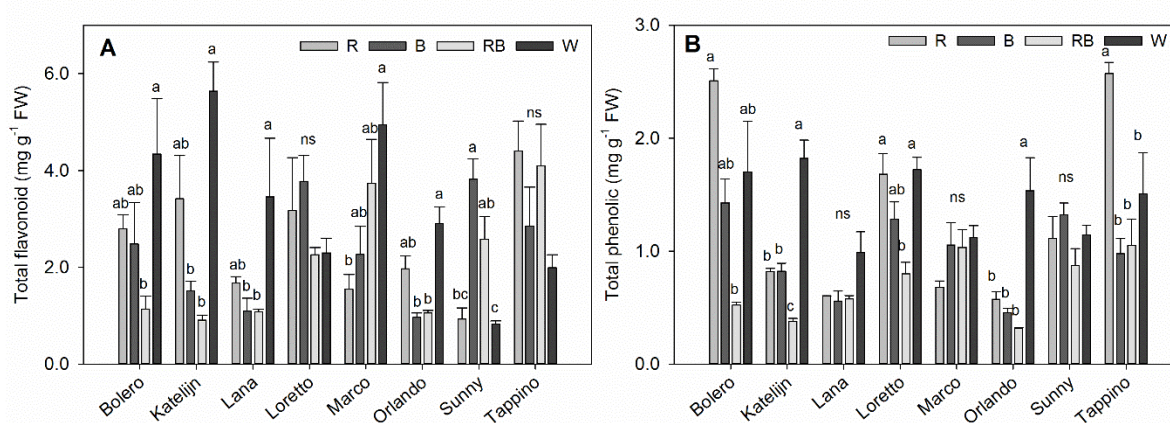 A
R B RB W
Total flavonoid (mg g⁻¹ FW)
6.0
4.0
2.0
0.0
ab ab b a
ab b b a
ab b b a
ns
b ab ab a
ab b b a
bc a ab c
ns
Bolero Katelijn Lana Loretto Marco Orlando Sunny Tappino
B
R B RB W
Total phenolic (mg g⁻¹ FW)
3.0
2.0
1.0
0.0
a ab b ab
b b c a
ns
a ab b a
ns
b b b a
ns
a b b b
Bolero Katelijn Lana Loretto Marco Orlando Sunny Tappino